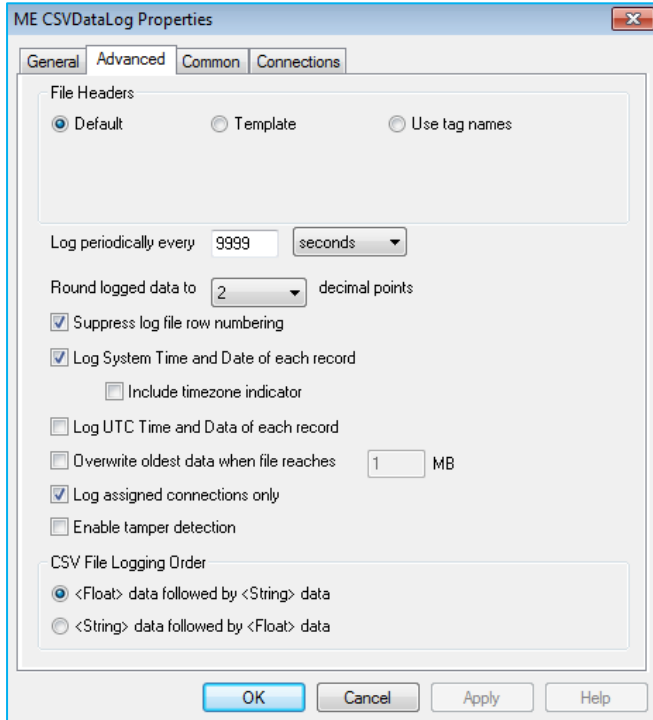 ME CSVDataLog Properties
General Advanced Common Connections
File Headers
Default Template Use tag names
Log periodically every 9999 seconds
Round logged data to 2 decimal points
Suppress log file row numbering
Log System Time and Date of each record
Include timezone indicator
Log UTC Time and Data of each record
Overwrite oldest data when file reaches 1 MB
Log assigned connections only
Enable tamper detection
CSV File Logging Order
<Float> data followed by <String> data
<String> data followed by <Float> data
OK Cancel Apply Help